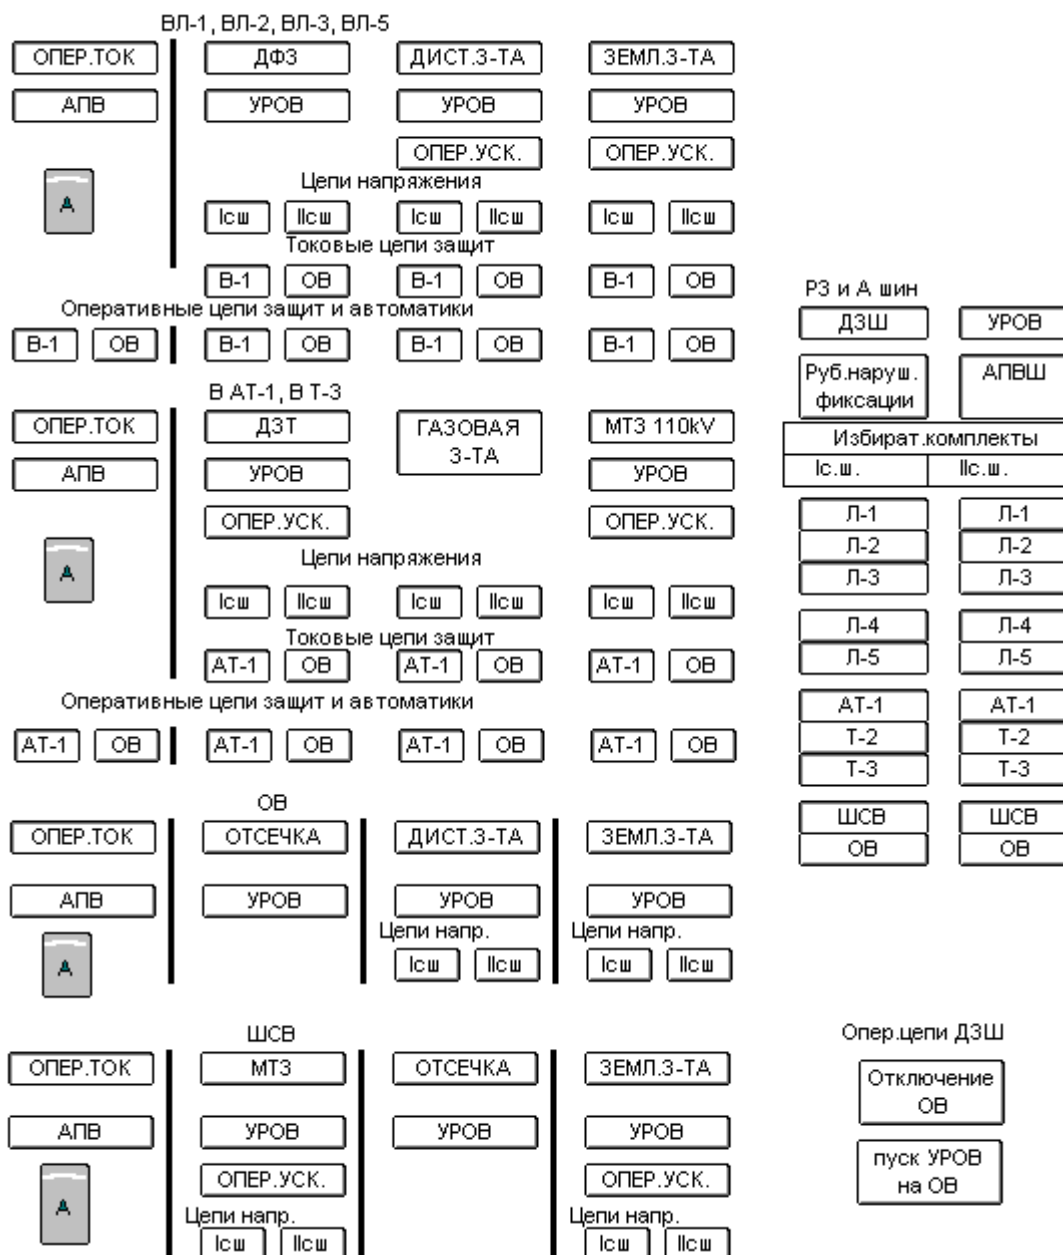 ВЛ-1, ВЛ-2, ВЛ-3, ВЛ-5
ОПЕР.ТОК ДФЗ ДИСТ.З-ТА ЗЕМЛ.З-ТА
АПВ УРОВ УРОВ УРОВ
ОПЕР.УСК. ОПЕР.УСК.
А
Цепи напряжения
Iсш IIсш Iсш IIсш Iсш IIсш
Токовые цепи защит
В-1 ОВ В-1 ОВ В-1 ОВ
Оперативные цепи защит и автоматики
В-1 ОВ В-1 ОВ В-1 ОВ В-1 ОВ
В АТ-1, В Т-3
ОПЕР.ТОК ДЗТ ГАЗОВАЯ МТЗ 110kV
З-ТА
АПВ УРОВ УРОВ
ОПЕР.УСК. ОПЕР.УСК.
А
Цепи напряжения
Iсш IIсш Iсш IIсш Iсш IIсш
Токовые цепи защит
АТ-1 ОВ АТ-1 ОВ АТ-1 ОВ
Оперативные цепи защит и автоматики
АТ-1 ОВ АТ-1 ОВ АТ-1 ОВ АТ-1 ОВ
ОВ
ОПЕР.ТОК ОТСЕЧКА ДИСТ.З-ТА ЗЕМЛ.З-ТА
АПВ УРОВ УРОВ УРОВ
Цепи напр. Цепи напр.
А
Iсш IIсш Iсш IIсш
ШСВ
ОПЕР.ТОК МТЗ ОТСЕЧКА ЗЕМЛ.З-ТА
АПВ УРОВ УРОВ УРОВ
ОПЕР.УСК. ОПЕР.УСК.
А
Цепи напр. Цепи напр.
Iсш IIсш Iсш IIсш
РЗ и А шин
ДЗШ УРОВ
Руб.наруш. АПВШ
фиксации
Избират.комплекты
Iс.ш. IIс.ш.
Л-1 Л-1
Л-2 Л-2
Л-3 Л-3
Л-4 Л-4
Л-5 Л-5
АТ-1 АТ-1
Т-2 Т-2
Т-3 Т-3
ШСВ ШСВ
ОВ ОВ
Опер.цепи ДЗШ
Отключение
ОВ
пуск УРОВ
на ОВ